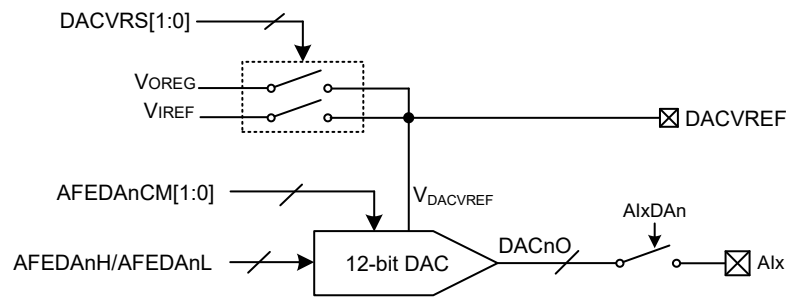 DACVRS[1:0]
VOREG
VIREF
DACVREF
AFEDAnCM[1:0]
VDACVREF
AIxDAn
DACnO
AFEDAnH/AFEDAnL
12-bit DAC
AIx